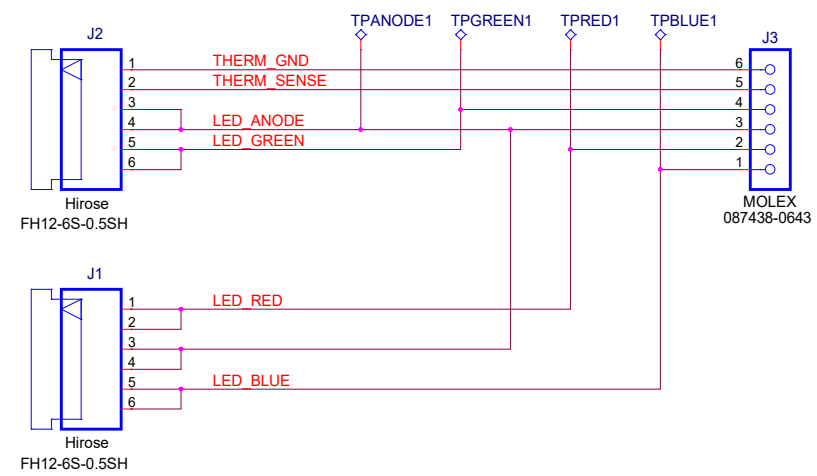 TPANODE1 TPGREEN1 TPRED1 TPBLUE1
J2 J3
1 THERM_GND 6
2 THERM_SENSE 5
3 4
4 LED_ANODE 3
5 LED_GREEN 2
6 1
Hirose
FH12-6S-0.5SH
MOLEX
087438-0643
J1
1 LED_RED
2
3
4
5 LED_BLUE
6
Hirose
FH12-6S-0.5SH